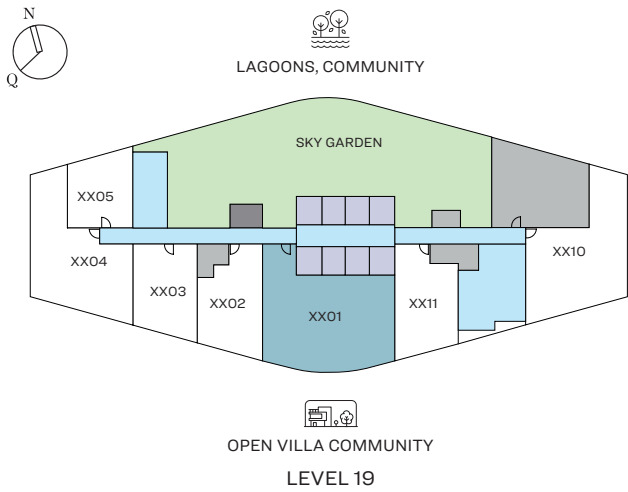 N
Q
LAGOONS, COMMUNITY
SKY GARDEN
XX05
XX04
XX03
XX02
XX01
XX11
XX10
OPEN VILLA COMMUNITY
LEVEL 19